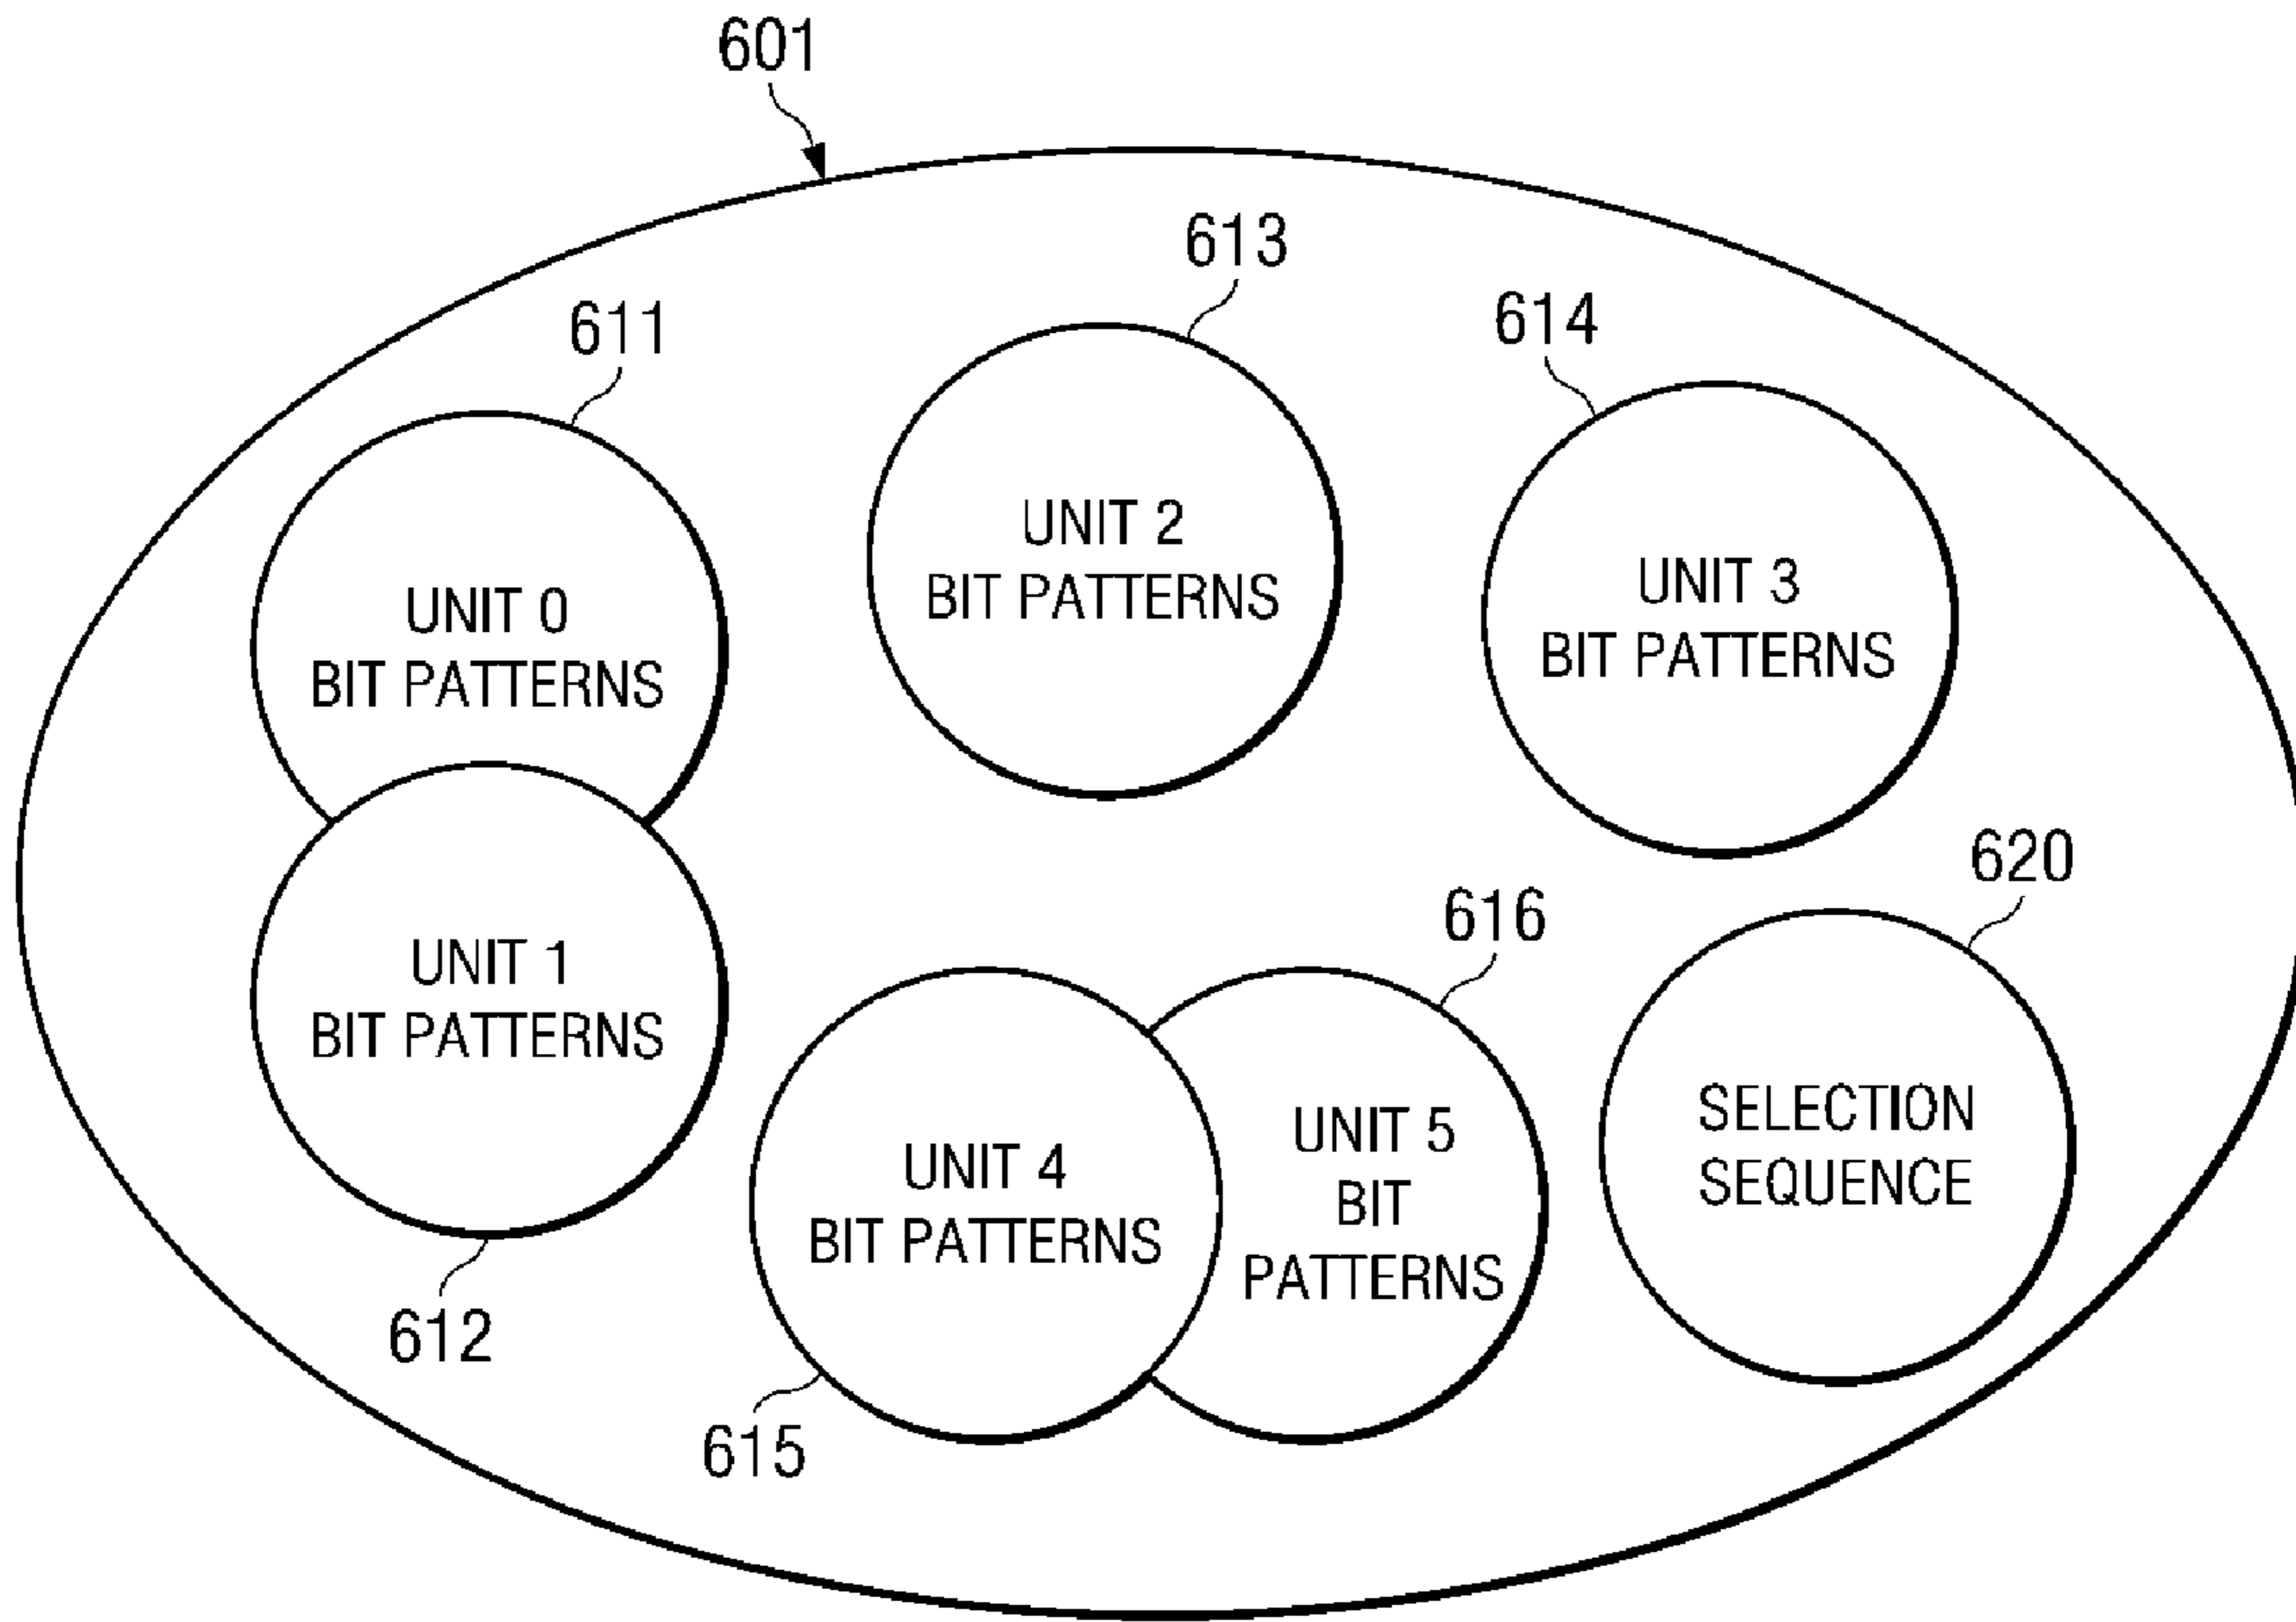 601
613
614
611
UNIT 2
BIT PATTERNS
UNIT 3
BIT PATTERNS
UNIT 0
BIT PATTERNS
620
616
UNIT 1
BIT PATTERNS
SELECTION
SEQUENCE
UNIT 5
BIT
PATTERNS
UNIT 4
BIT PATTERNS
612
615